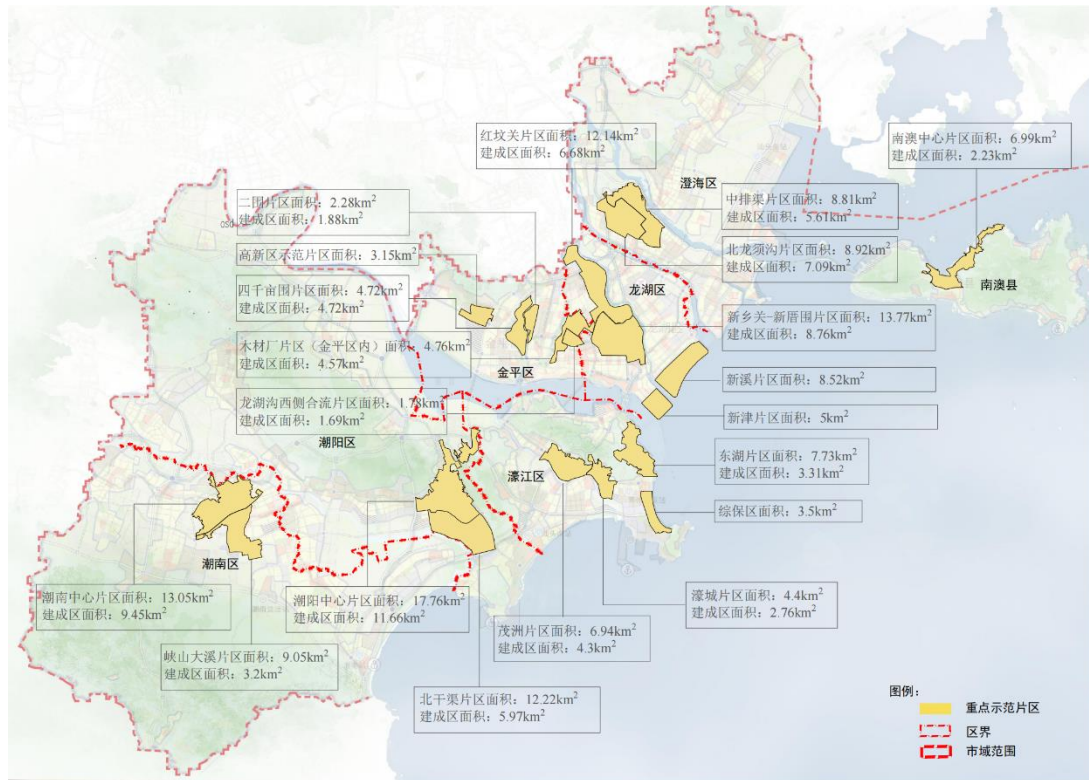 红坟关片区面积：12.14km²
建成区面积：6.68km²
南澳中心片区面积：6.99km²
建成区面积：2.23km²
澄海区
二围片区面积：2.28km²
建成区面积：1.88km²
中排渠片区面积：8.81km²
建成区面积：5.61km²
高新区示范片区面积：3.15km²
北龙须沟片区面积：8.92km²
建成区面积：7.09km²
四千亩围片区面积：4.72km²
建成区面积：4.72km²
龙湖区
南澳县
新乡关-新厝围片区面积：13.77km²
建成区面积：8.76km²
木材厂片区（金平区内）面积：4.76km²
建成区面积：4.57km²
金平区
新溪片区面积：8.52km²
龙湖沟西侧合流片区面积：1.78km²
建成区面积：1.69km²
新津片区面积：5km²
潮阳区
濠江区
东湖片区面积：7.73km²
建成区面积：3.31km²
综保区面积：3.5km²
潮南区
潮南中心片区面积：13.05km²
建成区面积：9.45km²
潮阳中心片区面积：17.76km²
建成区面积：11.66km²
濠城片区面积：4.4km²
建成区面积：2.76km²
茂洲片区面积：6.94km²
建成区面积：4.3km²
峡山大溪片区面积：9.05km²
建成区面积：3.2km²
北干渠片区面积：12.22km²
建成区面积：5.97km²
图例：
重点示范片区
区界
市域范围